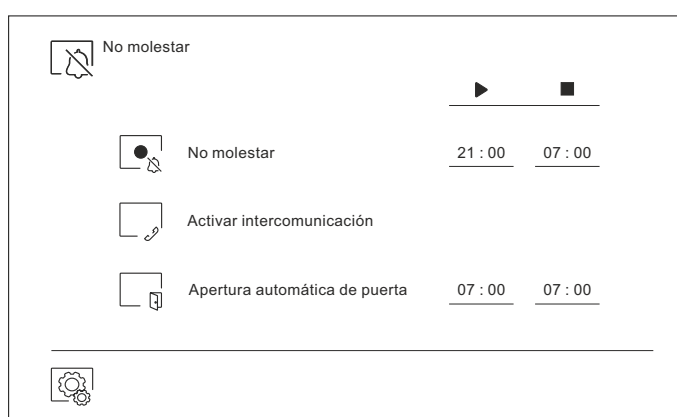 No molestar
No molestar 21 : 00 07 : 00
Activar intercomunicación
Apertura automática de puerta 07 : 00 07 : 00